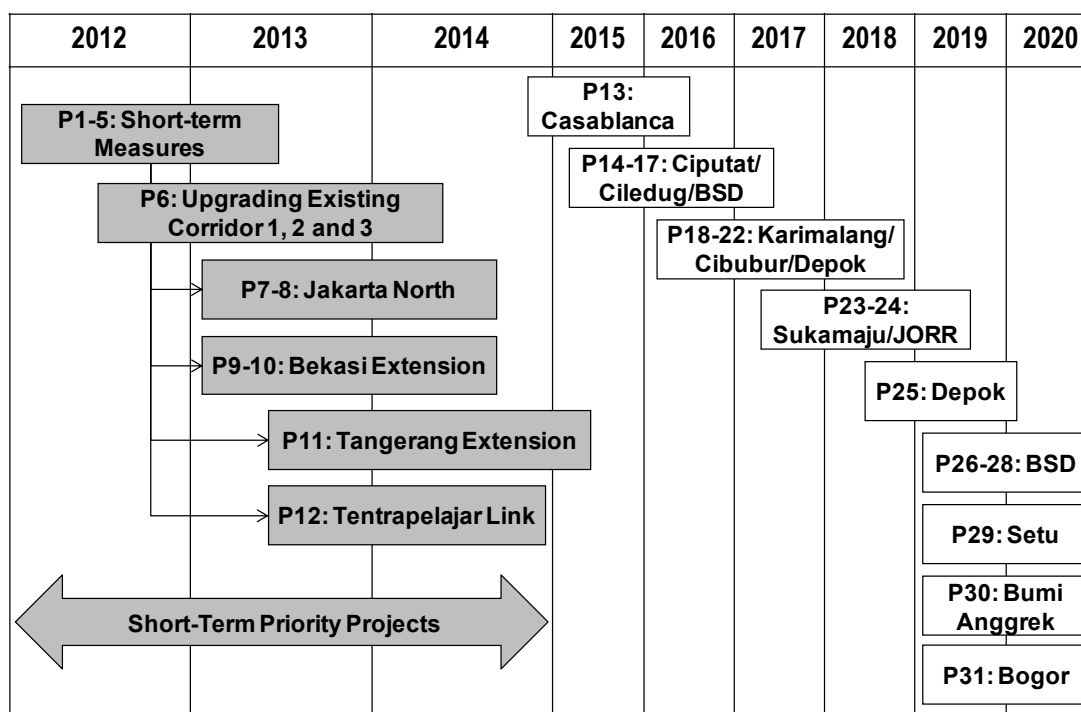 2012 2013 2014 2015 2016 2017 2018 2019 2020
P1-5: Short-term
Measures
P6: Upgrading Existing
Corridor 1, 2 and 3
P7-8: Jakarta North
P9-10: Bekasi Extension
P11: Tangerang Extension
P12: Tentrapelajar Link
Short-Term Priority Projects
P13:
Casablanca
P14-17: Ciputat/
Ciledug/BSD
P18-22: Karimalang/
Cibubur/Depok
P23-24:
Sukamaju/JORR
P25: Depok
P26-28: BSD
P29: Setu
P30: Bumi
Anggrek
P31: Bogor